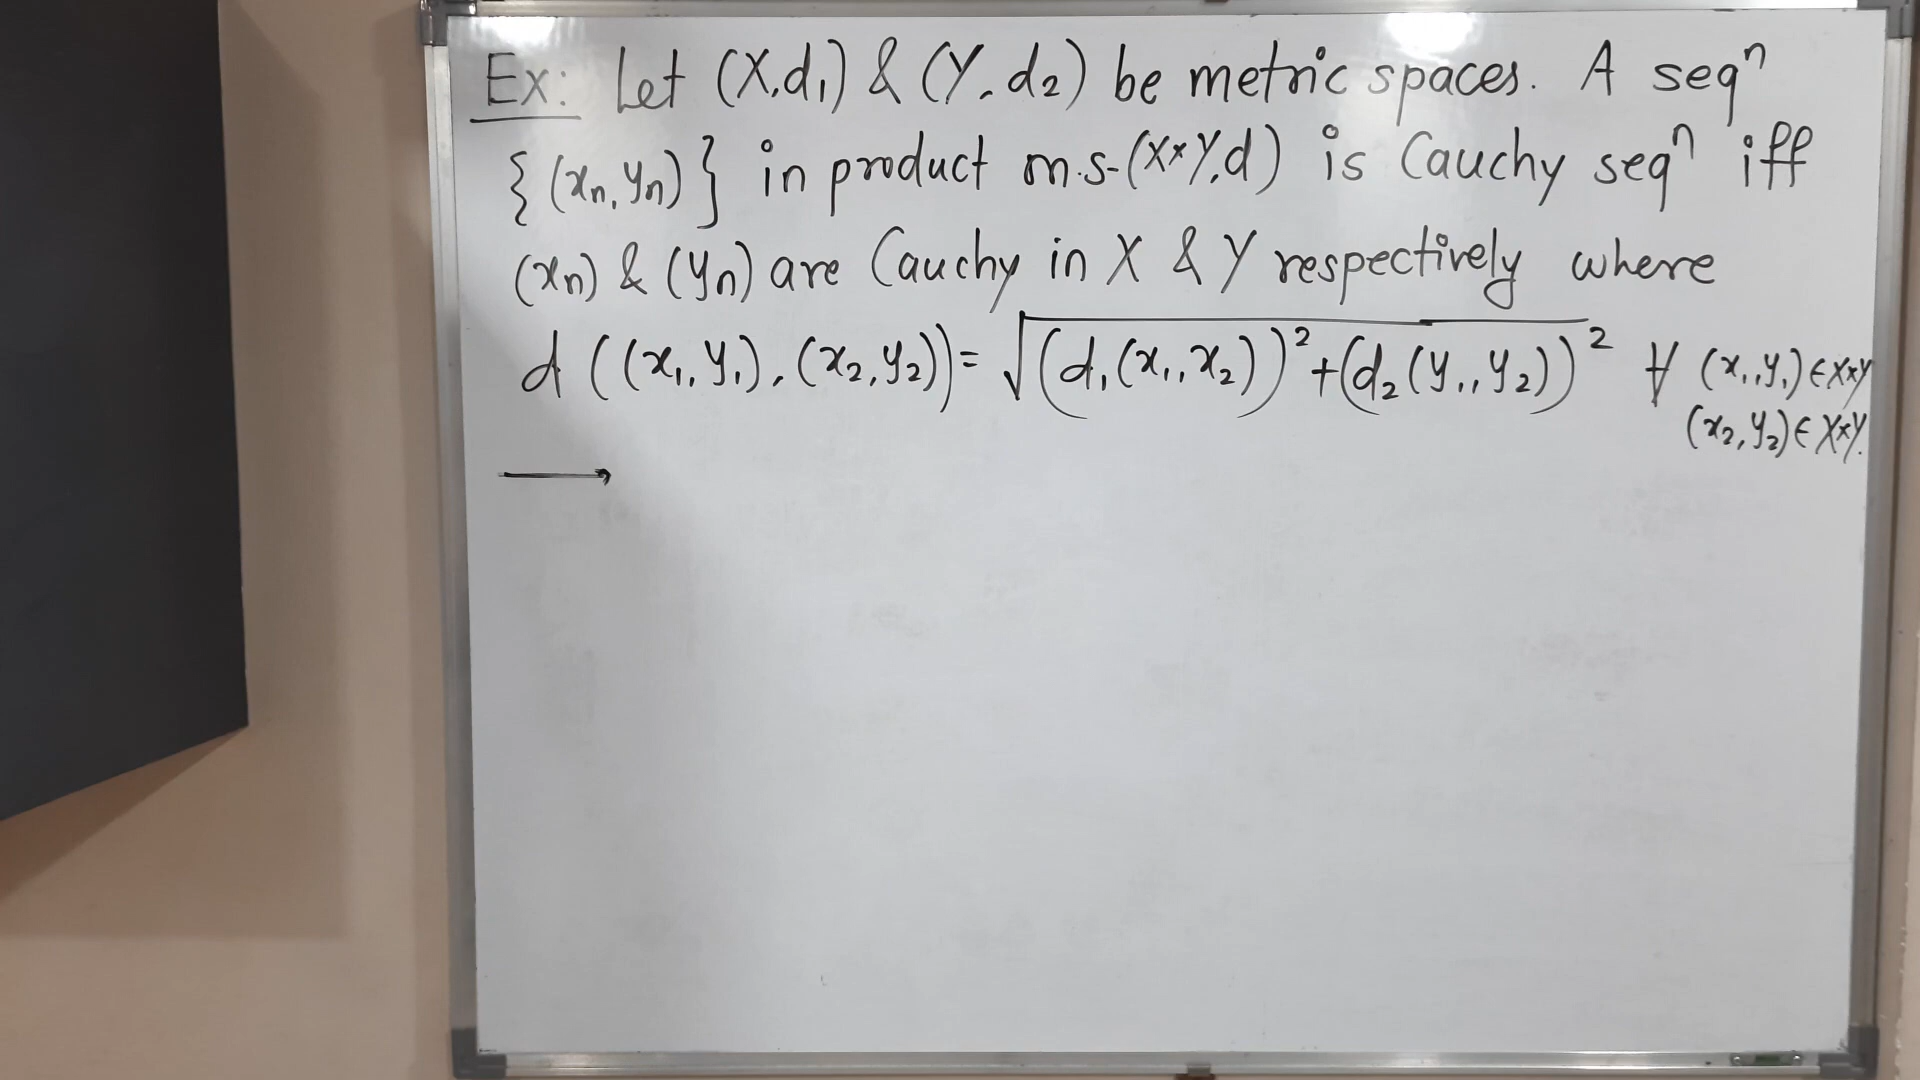 Ex: Let (X,d₁) & (Y,d₂) be metric spaces. A seqⁿ
{(xₙ,yₙ)} in product m.s.(X×Y,d) is Cauchy seqⁿ iff
(xₙ) & (yₙ) are Cauchy in X & Y respectively where
d((x₁,y₁),(x₂,y₂)) = √((d₁(x₁,x₂))²+(d₂(y₁,y₂))²) ∀ (x₁,y₁)∈X×Y
(x₂,y₂)∈X×Y.
→